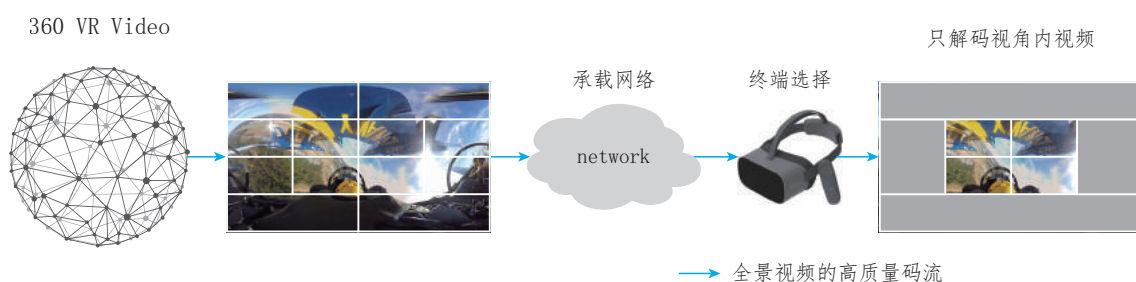 360 VR Video
只解码视角内视频
承载网络
终端选择
network
全景视频的高质量码流